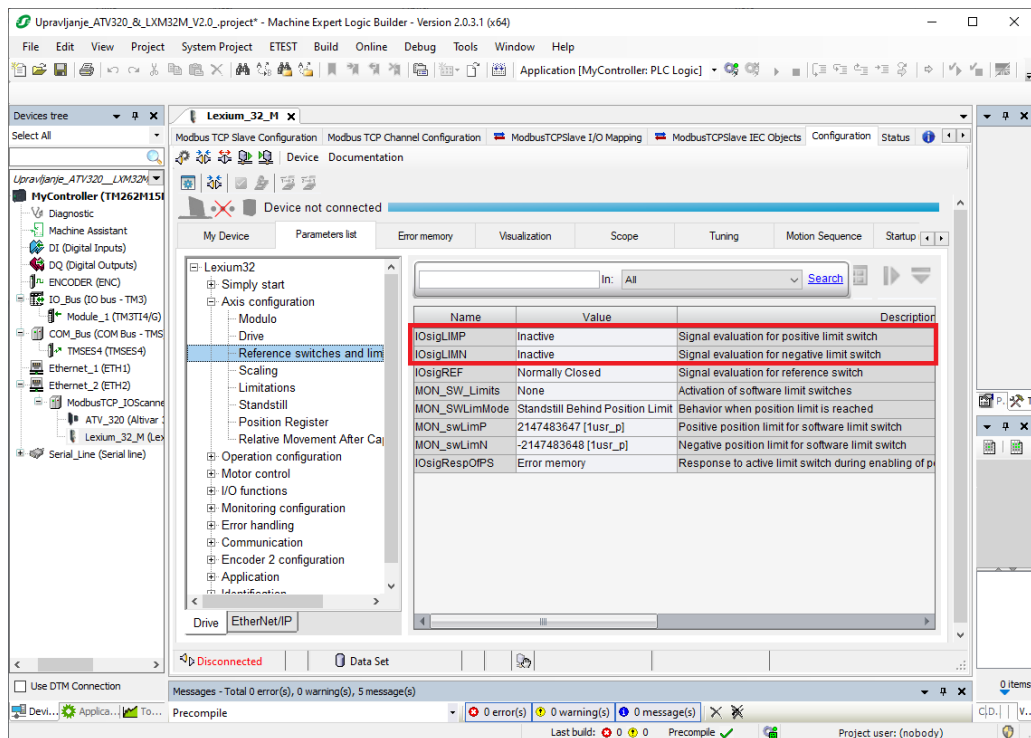 Upravljanje_ATV320_&_LXM32M_V2.0_.project* - Machine Expert Logic Builder - Version 2.0.3.1 (x64)
File Edit View Project System Project ETEST Build Online Debug Tools Window Help
Application [MyController: PLC Logic]
Devices tree
Lexium_32_M
Select All
Modbus TCP Slave Configuration Modbus TCP Channel Configuration ModbusTCPSlave I/O Mapping ModbusTCPSlave IEC Objects Configuration Status
Device Documentation
Upravljanje_ATV320__LXM32M
MyController (TM262M15
Diagnostic
Machine Assistant
DI (Digital Inputs)
DQ (Digital Outputs)
ENCODER (ENC)
IO_Bus (IO bus - TM3)
Module_1 (TM3TI4/G)
COM_Bus (COM Bus - TMS
TMSES4 (TMSES4)
Ethernet_1 (ETH1)
Ethernet_2 (ETH2)
ModbusTCP_IOScanne
ATV_320 (Altivar
Lexium_32_M (Lex
Serial_Line (Serial line)
Device not connected
My Device Parameters list Error memory Visualization Scope Tuning Motion Sequence Startup
Lexium32
Simply start
Axis configuration
Modulo
Drive
Reference switches and lim
Scaling
Limitations
Standstill
Position Register
Relative Movement After Ca
Operation configuration
Motor control
I/O functions
Monitoring configuration
Error handling
Communication
Encoder 2 configuration
Application
Identification
Drive EtherNet/IP
In: All Search
Name Value Description
IOsigLIMP Inactive Signal evaluation for positive limit switch
IOsigLIMN Inactive Signal evaluation for negative limit switch
IOsigREF Normally Closed Signal evaluation for reference switch
MON_SW_Limits None Activation of software limit switches
MON_SWLimMode Standstill Behind Position Limit Behavior when position limit is reached
MON_swLimP 2147483647 [1usr_p] Positive position limit for software limit switch
MON_swLimN -2147483648 [1usr_p] Negative position limit for software limit switch
IOsigRespOfPS Error memory Response to active limit switch during enabling of p
Disconnected Data Set
Use DTM Connection
Devi... Applica... To...
Messages - Total 0 error(s), 0 warning(s), 5 message(s)
Precompile 0 error(s) 0 warning(s) 0 message(s)
P. T
0 items
C D. V..
Last build: 0 0 Precompile Project user: (nobody)